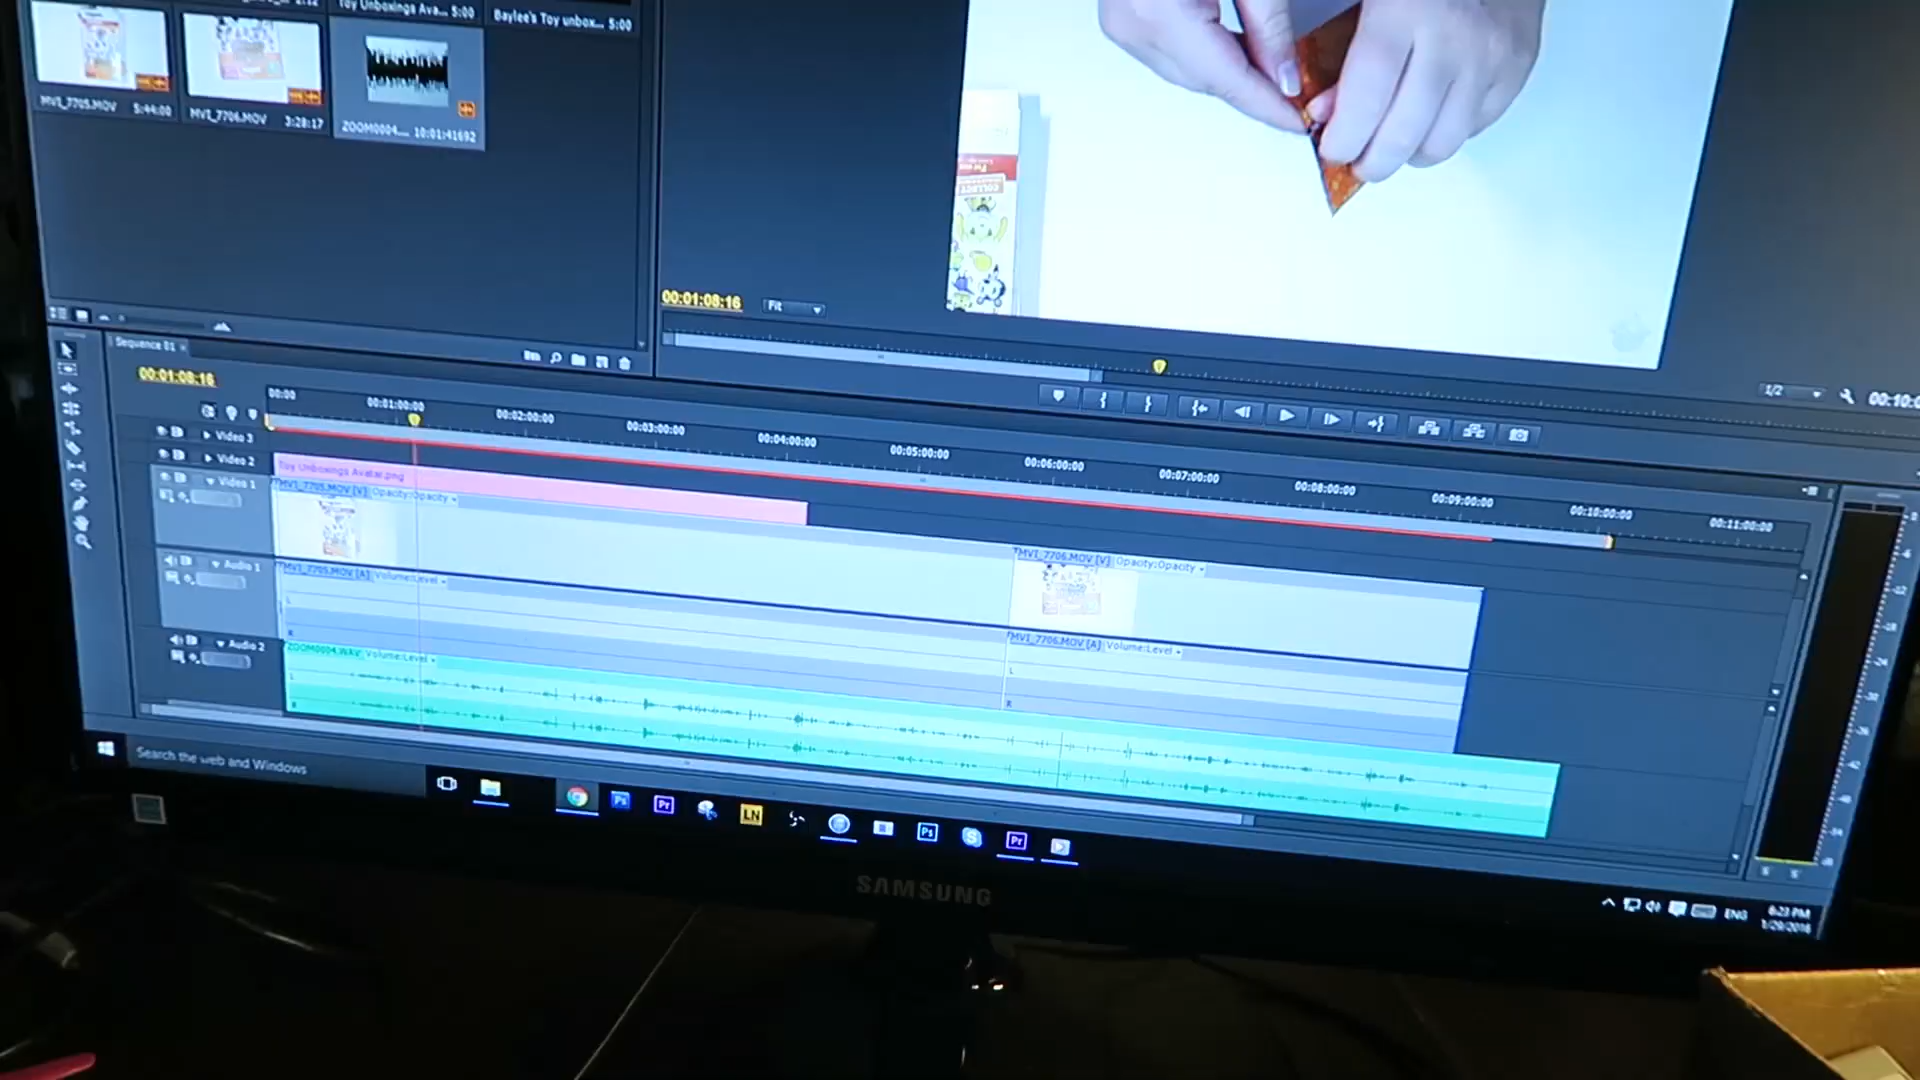 2:12
Toy Unboxings Ava... 5:00
Baylee's Toy unbox... 5:00
MVI_7705.MOV 5:44:00
MVI_7706.MOV 3:28:17
ZOOM0004.... 10:01:41692
COLLECT
00:01:08:16
Fit
1/2
00:10:0
Sequence 01
00:01:08:16
00:00
00:01:00:00
00:02:00:00
00:03:00:00
00:04:00:00
00:05:00:00
00:06:00:00
00:07:00:00
00:08:00:00
00:09:00:00
00:10:00:00
00:11:00:00
Video 3
Video 2
Toy Unboxings Avatar.png
Video 1
MVI_7705.MOV [V] Opacity:Opacity
MVI_7706.MOV [V] Opacity:Opacity
Audio 1
MVI_7705.MOV [A] Volume:Level
L
R
MVI_7706.MOV [A] Volume:Level
L
R
Audio 2
ZOOM0004.WAV Volume:Level
L
R
Search the web and Windows
Ps
Pr
LN
Ps
S
Pr
ENG
6:23 PM
1/29/2016
SAMSUNG